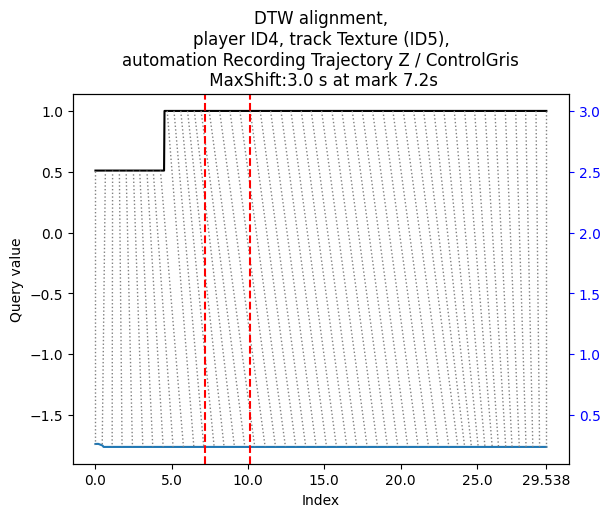 DTW alignment,
player ID4, track Texture (ID5),
automation Recording Trajectory Z / ControlGris
MaxShift:3.0 s at mark 7.2s
1.0
0.5
0.0
−0.5
−1.0
−1.5
Query value
3.0
2.5
2.0
1.5
1.0
0.5
0.0 5.0 10.0 15.0 20.0 25.0 29.538
Index